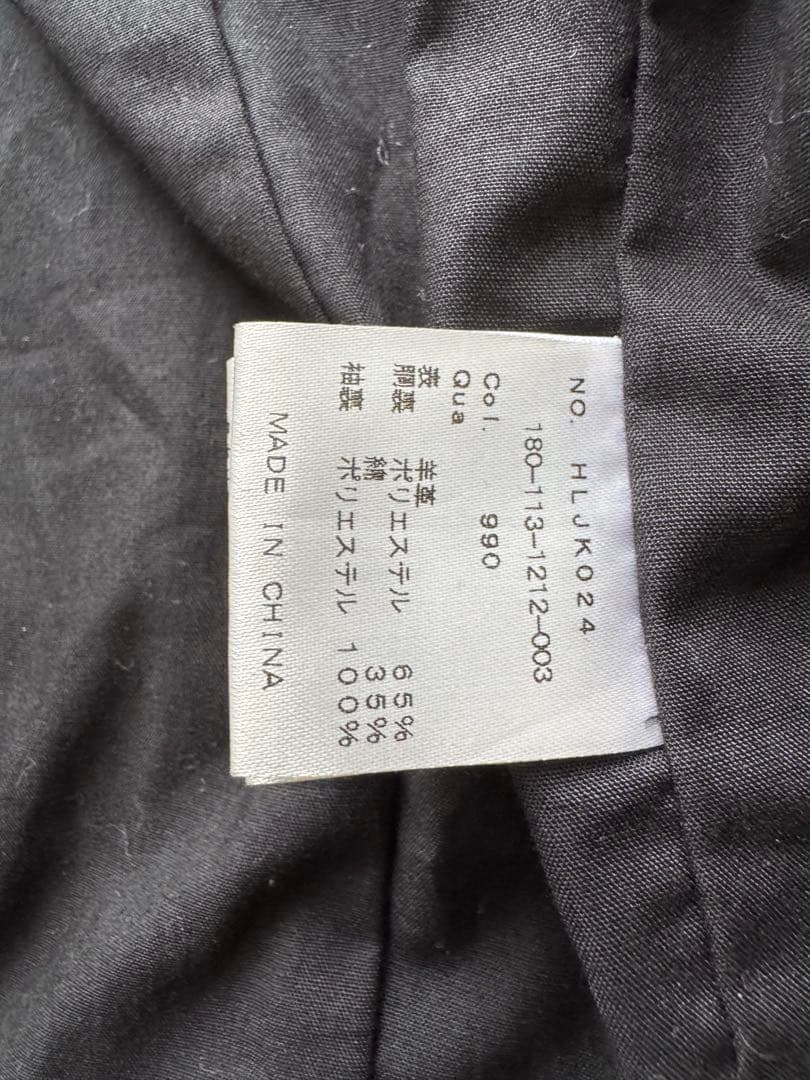 NO. HLJK024
180-113-1212-003
Col. 990
Qua
表 羊革
胴裏 ポリエステル 65%
綿 35%
袖裏 ポリエステル 100%
MADE IN CHINA